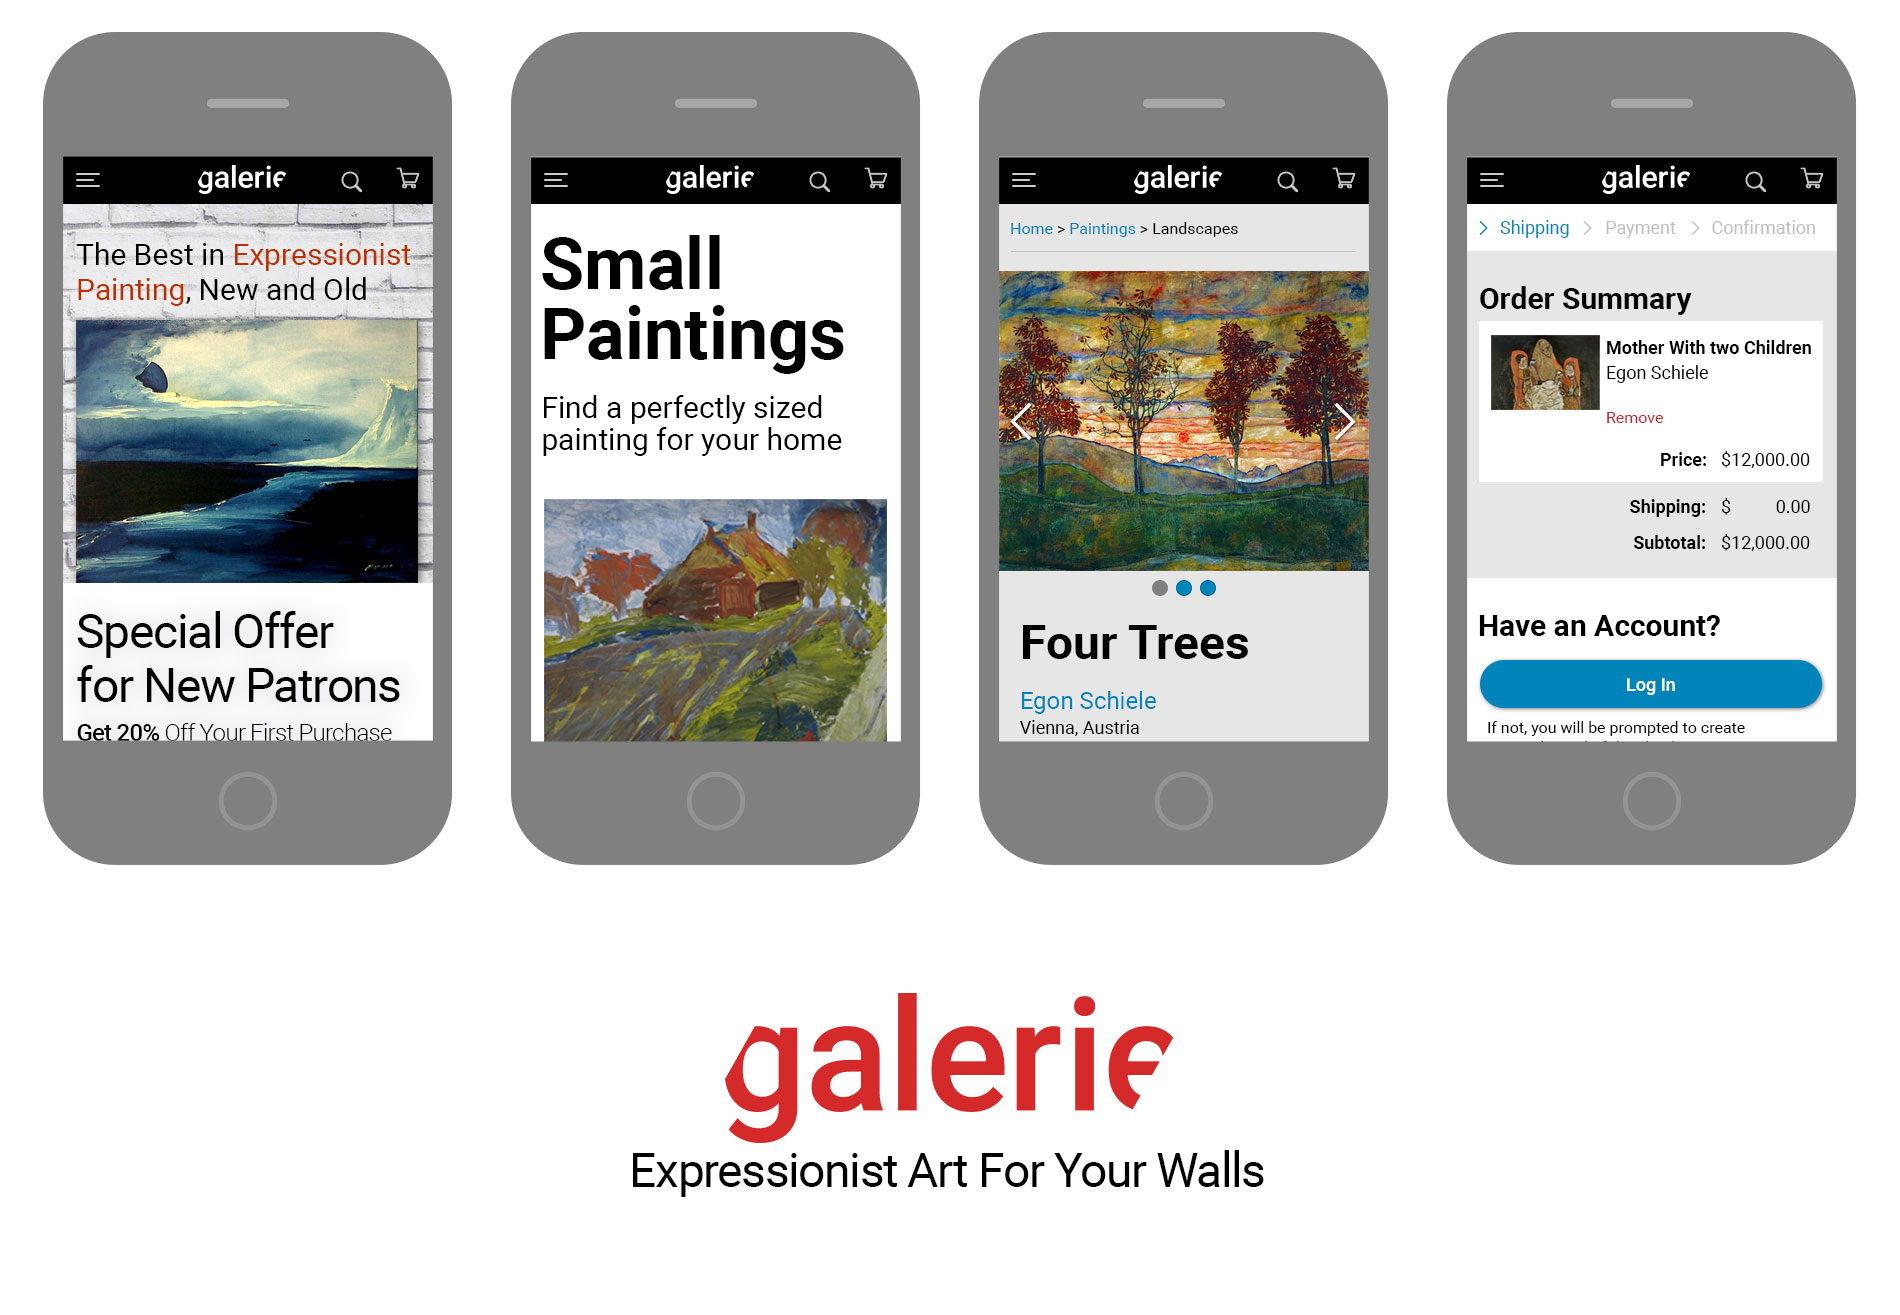 galerie
The Best in Expressionist
Painting, New and Old
Special Offer
for New Patrons
Get 20% Off Your First Purchase
galerie
Small
Paintings
Find a perfectly sized
painting for your home
galerie
Home > Paintings > Landscapes
Four Trees
Egon Schiele
Vienna, Austria
galerie
Shipping Payment Confirmation
Order Summary
Mother With two Children
Egon Schiele
Remove
Price: $12,000.00
Shipping: $ 0.00
Subtotal: $12,000.00
Have an Account?
Log In
If not, you will be prompted to create
galerie
Expressionist Art For Your Walls